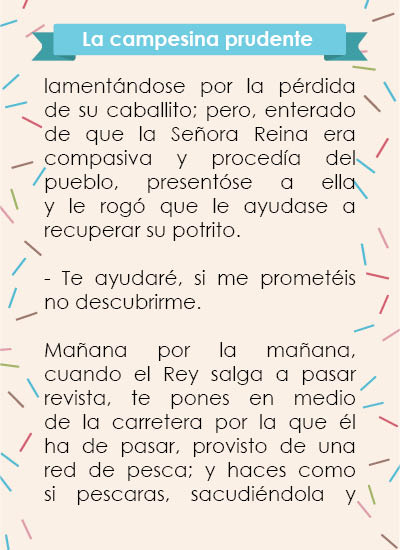 La campesina prudente
lamentándose por la pérdida
de su caballito; pero, enterado
de que la Señora Reina era
compasiva y procedía del
pueblo, presentóse a ella
y le rogó que le ayudase a
recuperar su potrito.
- Te ayudaré, si me prometéis
no descubrirme.
Mañana por la mañana,
cuando el Rey salga a pasar
revista, te pones en medio
de la carretera por la que él
ha de pasar, provisto de una
red de pesca; y haces como
si pescaras, sacudiéndola y